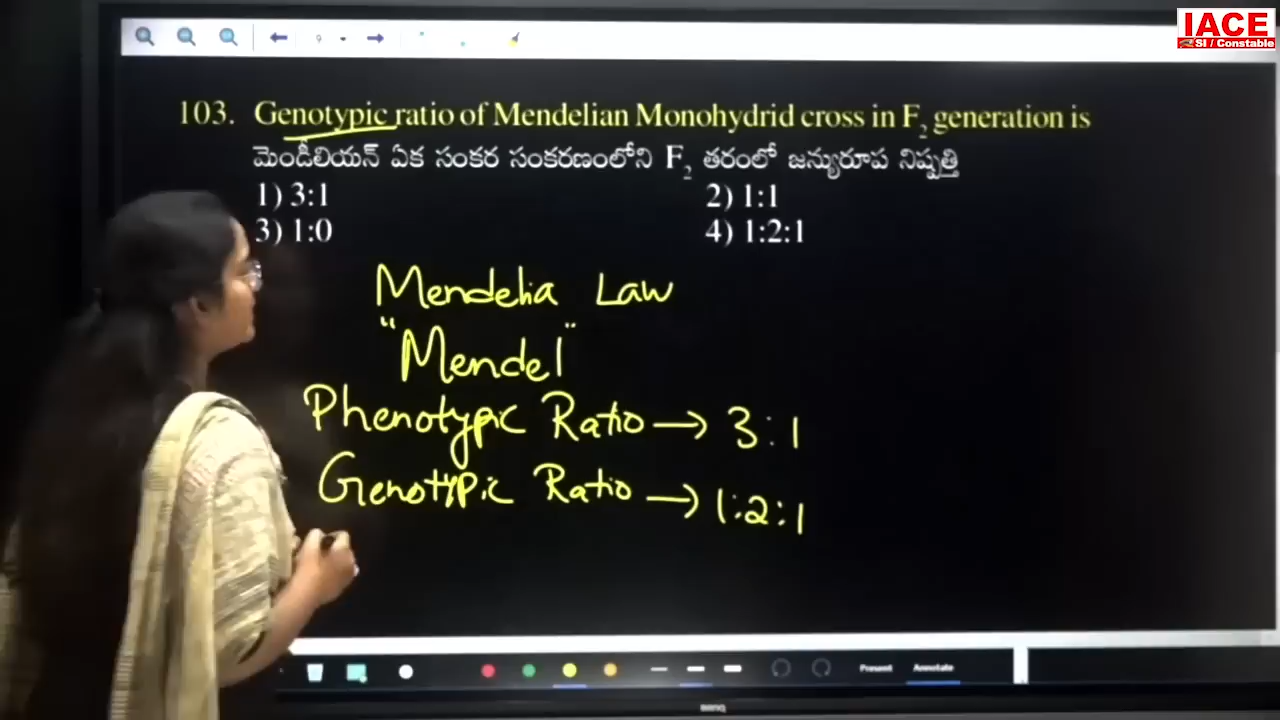 IACE
SI / Constable
103. Genotypic ratio of Mendelian Monohydrid cross in F2 generation is
మెండీలియన్ ఏక సంకర సంకరణంలోని F2 తరంలో జన్యురూప నిష్పత్తి
1) 3:1 2) 1:1
3) 1:0 4) 1:2:1
Mendelia Law
"Mendel"
Phenotypic Ratio → 3:1
Genotypic Ratio → 1:2:1
Present Annotate
BenQ